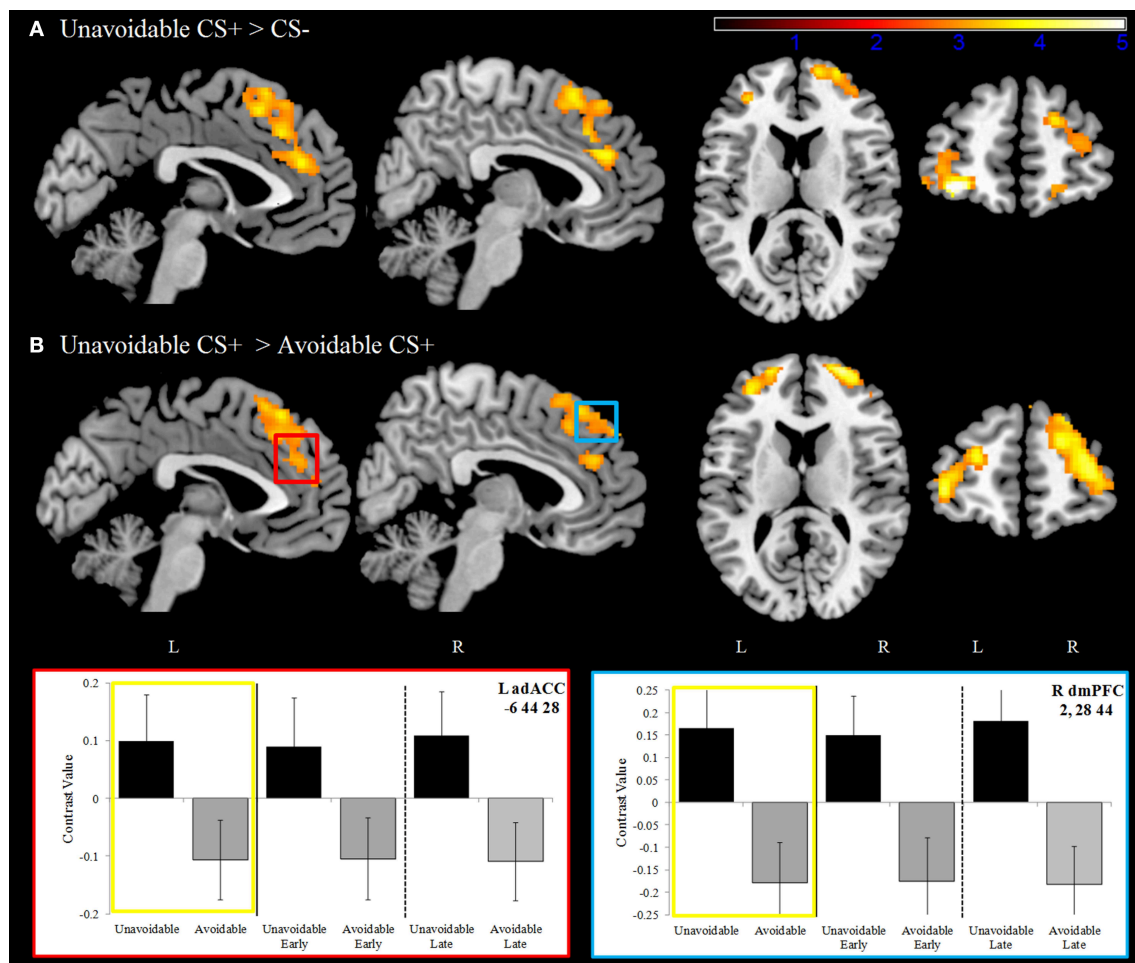 A Unavoidable CS+ > CS-
1 2 3 4 5
B Unavoidable CS+ > Avoidable CS+
L R L R L R
L adACC
-6 44 28
Contrast Value
0.2
0.1
0
-0.1
-0.2
Unavoidable Avoidable Unavoidable Early Avoidable Early Unavoidable Late Avoidable Late
R dmPFC
2, 28 44
Contrast Value
0.25
0.2
0.15
0.1
0.05
0
-0.05
-0.1
-0.15
-0.2
-0.25
Unavoidable Avoidable Unavoidable Early Avoidable Early Unavoidable Late Avoidable Late